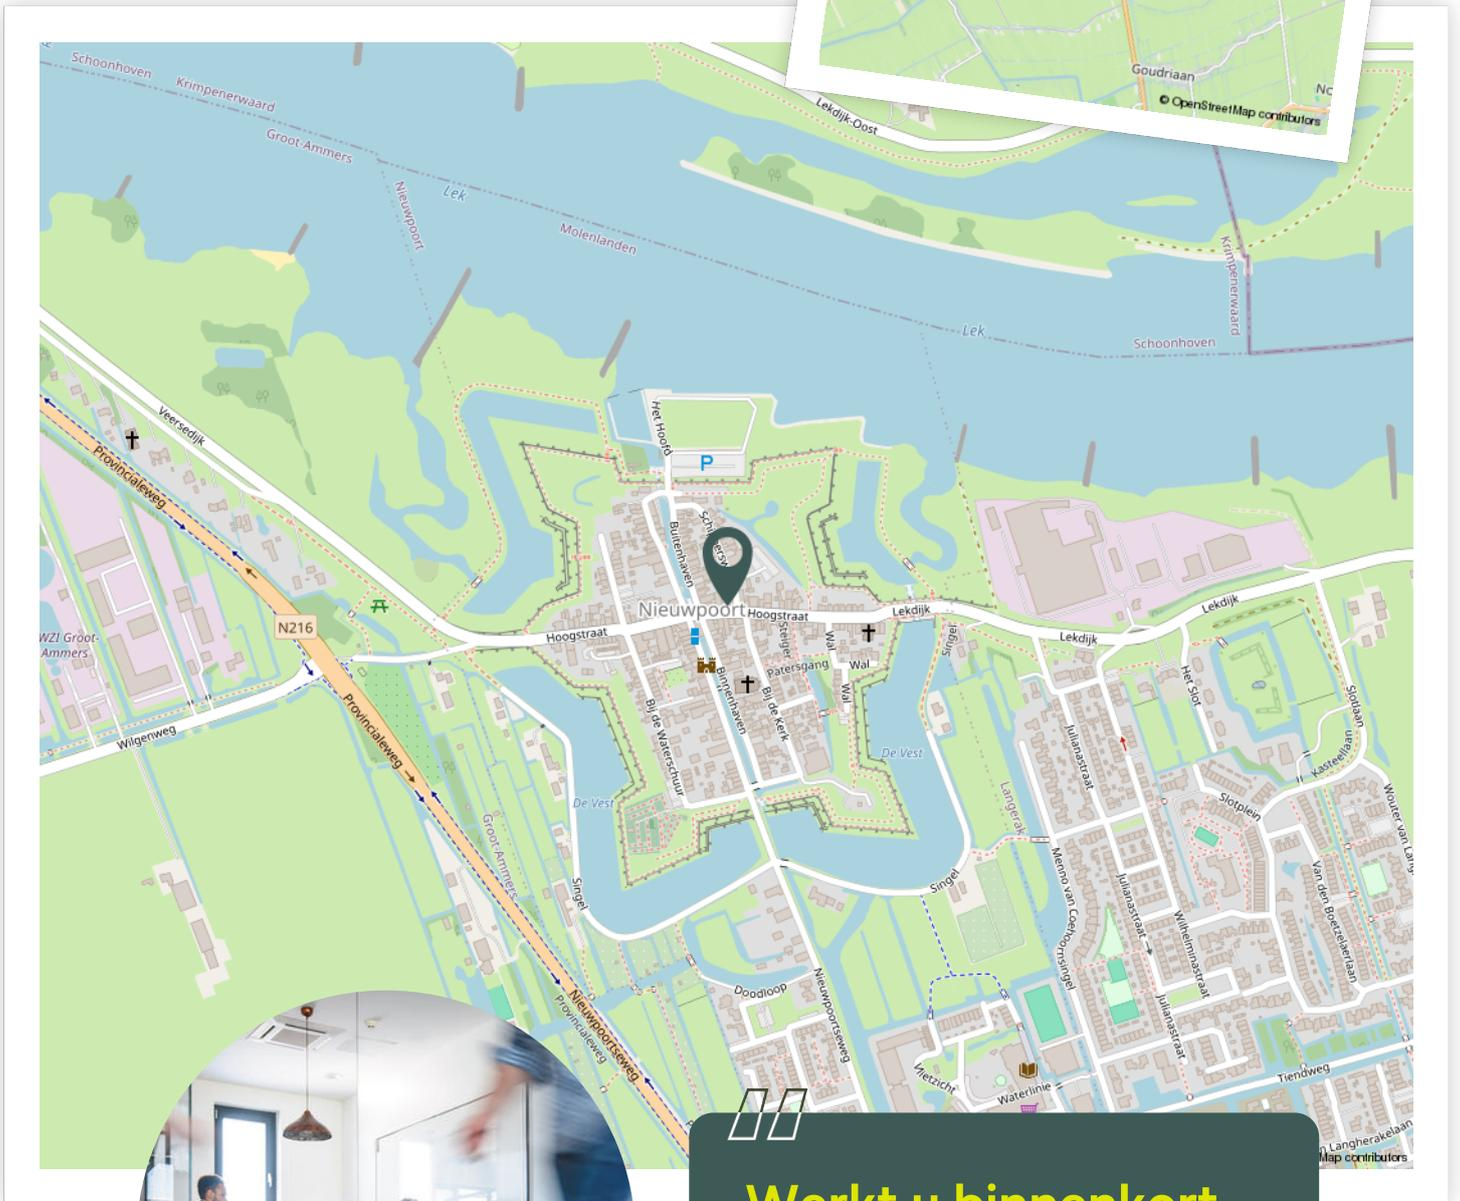 Goudriaan
© OpenStreetMap contributors
Schoonhoven
Krimpenerwaard
Groot-Ammers
Lekdijk-Oost
Nieuwpoort
Lek
Molenlanden
Krimpenerwaard
Lek
Schoonhoven
Veersedijk
Provincialeweg
Het Hoofd
P
Buitenhaven
Nieuwpoort
Hoogstraat
Hoogstraat
Lekdijk
Lekdijk
Lekdijk
Singel
Steiger
Wal
Wal
Wal
Patersgang
N216
WZI Groot-
Ammers
Wilgenweg
Provincialeweg
Binnenhaven
Bij de Kerk
Bij de Waterschuur
De Vest
De Vest
Het Slot
Slotlaan
Kasteellaan
Julianastraat
Slotplein
Langerak
Groot-Ammers
Singel
Singel
Menno van Coehoornsingel
Julianastraat
Wilhelminastraat
Van den Boetzelaerlaan
Julianastraat
Doodloop
Nieuwpoortseweg
Nieuwpoortseweg
Provincialeweg
Vletzicht
Waterlinie
Tiendweg
Langherakelaan
Map contributors
Werkt u binnenkort